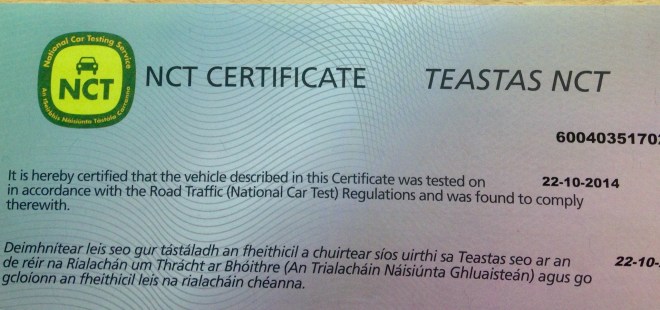 National Car Testing Service
NCT
An tSeirbhís Náisiúnta Tástála Carranna
NCT CERTIFICATE
TEASTAS NCT
6004035170
It is hereby certified that the vehicle described in this Certificate was tested on 22-10-2014
in accordance with the Road Traffic (National Car Test) Regulations and was found to comply
therewith.
Deimhnítear leis seo gur tástáladh an fheithicil a chuirtear síos uirthi sa Teastas seo ar an 22-10-
de réir na Rialachán um Thrácht ar Bhóithre (An Trialacháin Náisiúnta Ghluaisteán) agus go
gcloíonn an fheithicil leis na rialacháin chéanna.